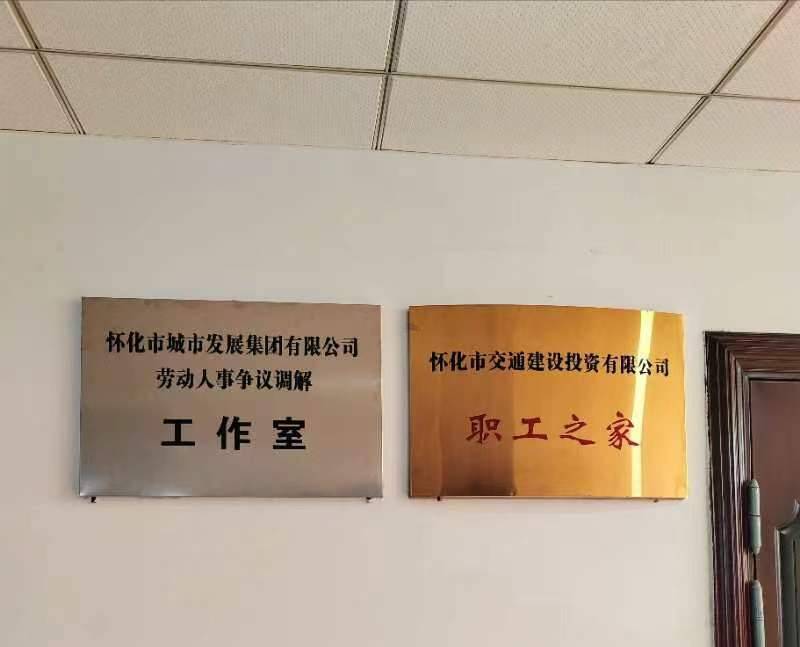 怀化市城市发展集团有限公司
劳动人事争议调解
工作室
怀化市交通建设投资有限公司
职工之家